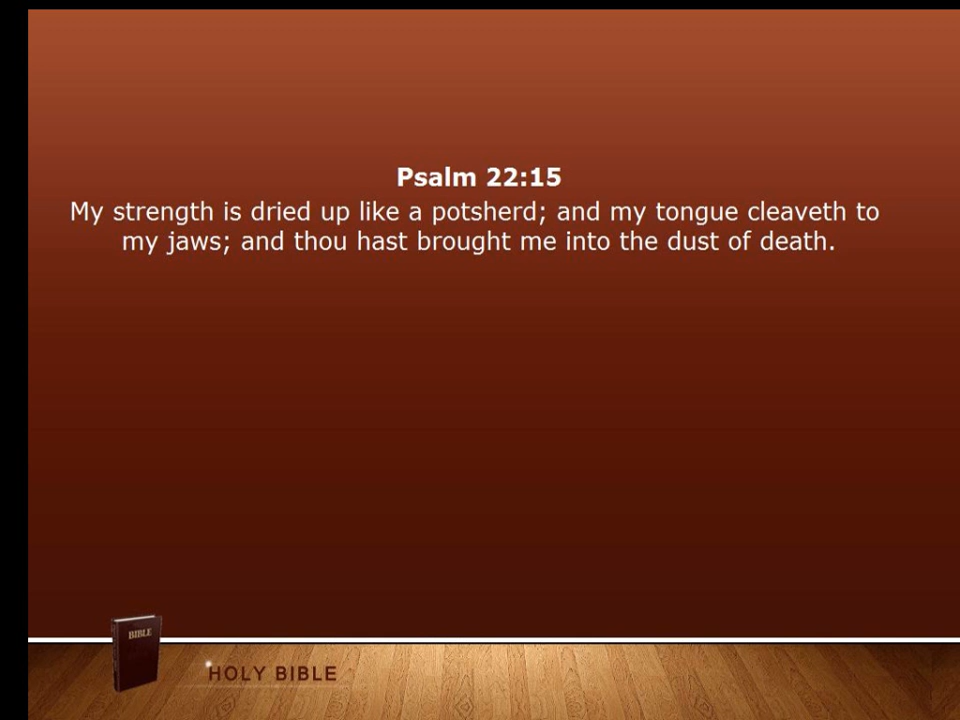 Psalm 22:15
My strength is dried up like a potsherd; and my tongue cleaveth to
my jaws; and thou hast brought me into the dust of death.
BIBLE
HOLY BIBLE